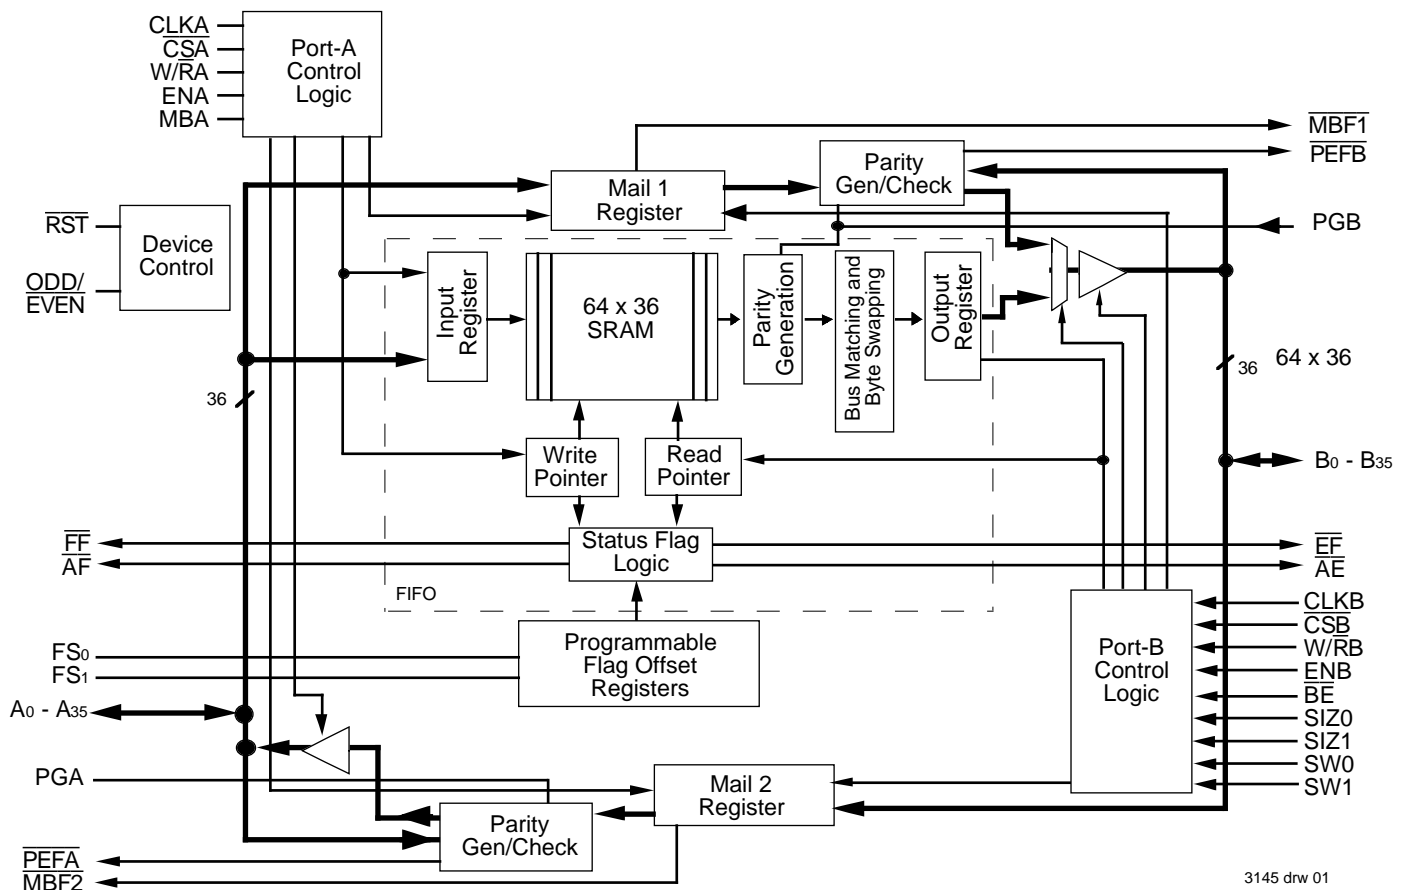 CLKA
CSA
W/RA
ENA
MBA
Port-A
Control
Logic
MBF1
PEFB
Parity
Gen/Check
Mail 1
Register
PGB
RST
ODD/
EVEN
Device
Control
Input
Register
64 x 36
SRAM
Parity
Generation
Bus Matching and
Byte Swapping
Output
Register
36
36
64 x 36
Write
Pointer
Read
Pointer
B0 - B35
FF
AF
Status Flag
Logic
EF
AE
FIFO
Programmable
Flag Offset
Registers
FS0
FS1
A0 - A35
Port-B
Control
Logic
CLKB
CSB
W/RB
ENB
BE
SIZ0
SIZ1
SW0
SW1
PGA
Mail 2
Register
Parity
Gen/Check
PEFA
MBF2
3145 drw 01